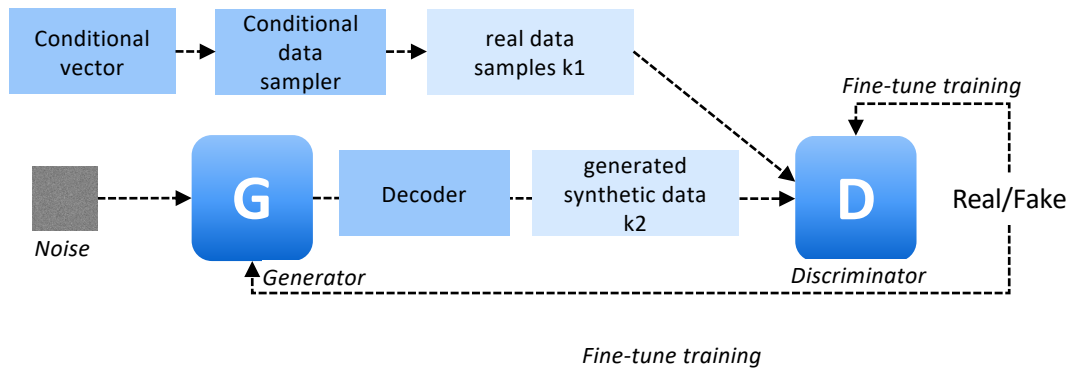 Conditional
vector
Conditional
data
sampler
real data
samples k1
Fine-tune training
Noise
G
Generator
Decoder
generated
synthetic data
k2
D
Discriminator
Real/Fake
Fine-tune training